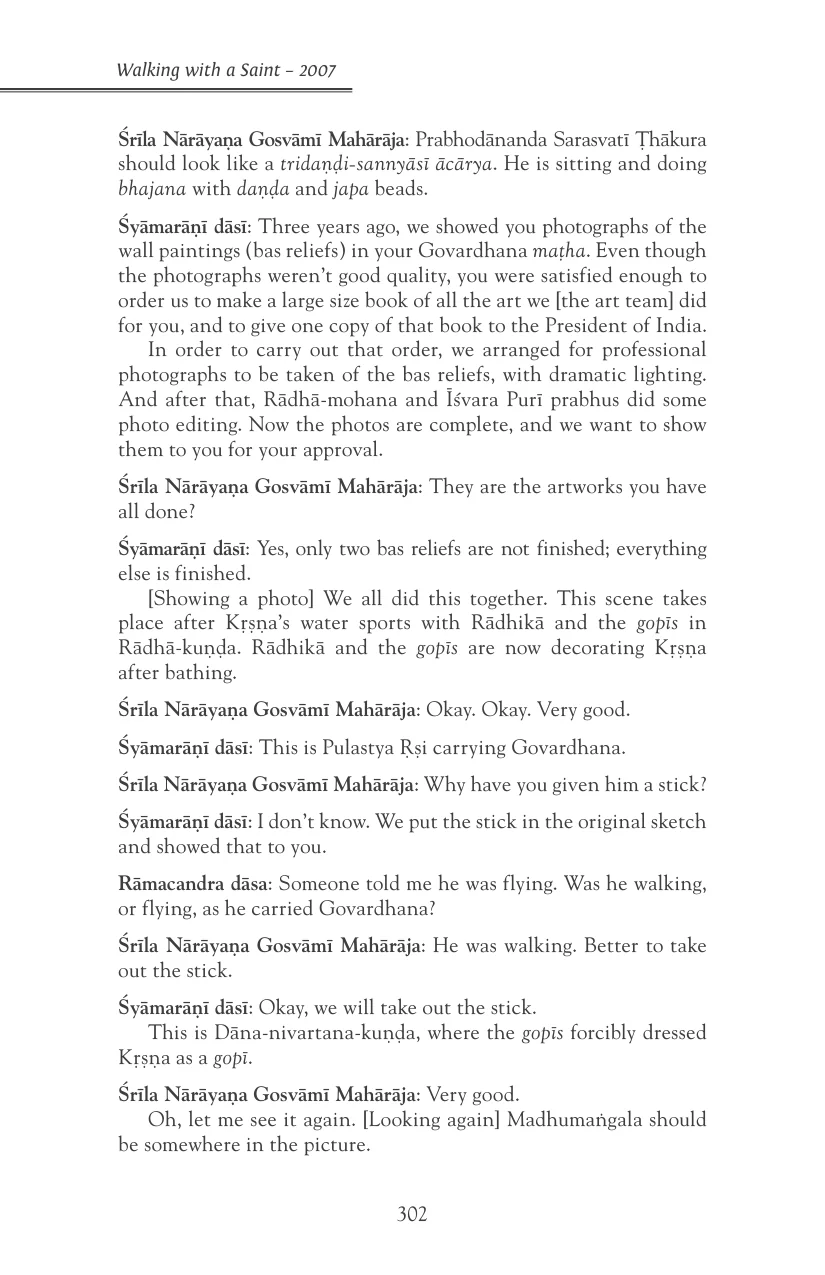 Walking with a Saint – 2007
Śrīla Nārāyaṇa Gosvāmī Mahārāja: Prabhodānanda Sarasvatī Ṭhākura
should look like a tridaṇḍi-sannyāsī ācārya. He is sitting and doing
bhajana with daṇḍa and japa beads.
Śyāmarāṇī dāsī: Three years ago, we showed you photographs of the
wall paintings (bas reliefs) in your Govardhana maṭha. Even though
the photographs weren’t good quality, you were satisfied enough to
order us to make a large size book of all the art we [the art team] did
for you, and to give one copy of that book to the President of India.
In order to carry out that order, we arranged for professional
photographs to be taken of the bas reliefs, with dramatic lighting.
And after that, Rādhā-mohana and Īśvara Purī prabhus did some
photo editing. Now the photos are complete, and we want to show
them to you for your approval.
Śrīla Nārāyaṇa Gosvāmī Mahārāja: They are the artworks you have
all done?
Śyāmarāṇī dāsī: Yes, only two bas reliefs are not finished; everything
else is finished.
[Showing a photo] We all did this together. This scene takes
place after Kṛṣṇa’s water sports with Rādhikā and the gopīs in
Rādhā-kuṇḍa. Rādhikā and the gopīs are now decorating Kṛṣṇa
after bathing.
Śrīla Nārāyaṇa Gosvāmī Mahārāja: Okay. Okay. Very good.
Śyāmarāṇī dāsī: This is Pulastya Ṛṣi carrying Govardhana.
Śrīla Nārāyaṇa Gosvāmī Mahārāja: Why have you given him a stick?
Śyāmarāṇī dāsī: I don’t know. We put the stick in the original sketch
and showed that to you.
Rāmacandra dāsa: Someone told me he was flying. Was he walking,
or flying, as he carried Govardhana?
Śrīla Nārāyaṇa Gosvāmī Mahārāja: He was walking. Better to take
out the stick.
Śyāmarāṇī dāsī: Okay, we will take out the stick.
This is Dāna-nivartana-kuṇḍa, where the gopīs forcibly dressed
Kṛṣṇa as a gopī.
Śrīla Nārāyaṇa Gosvāmī Mahārāja: Very good.
Oh, let me see it again. [Looking again] Madhumaṅgala should
be somewhere in the picture.
302